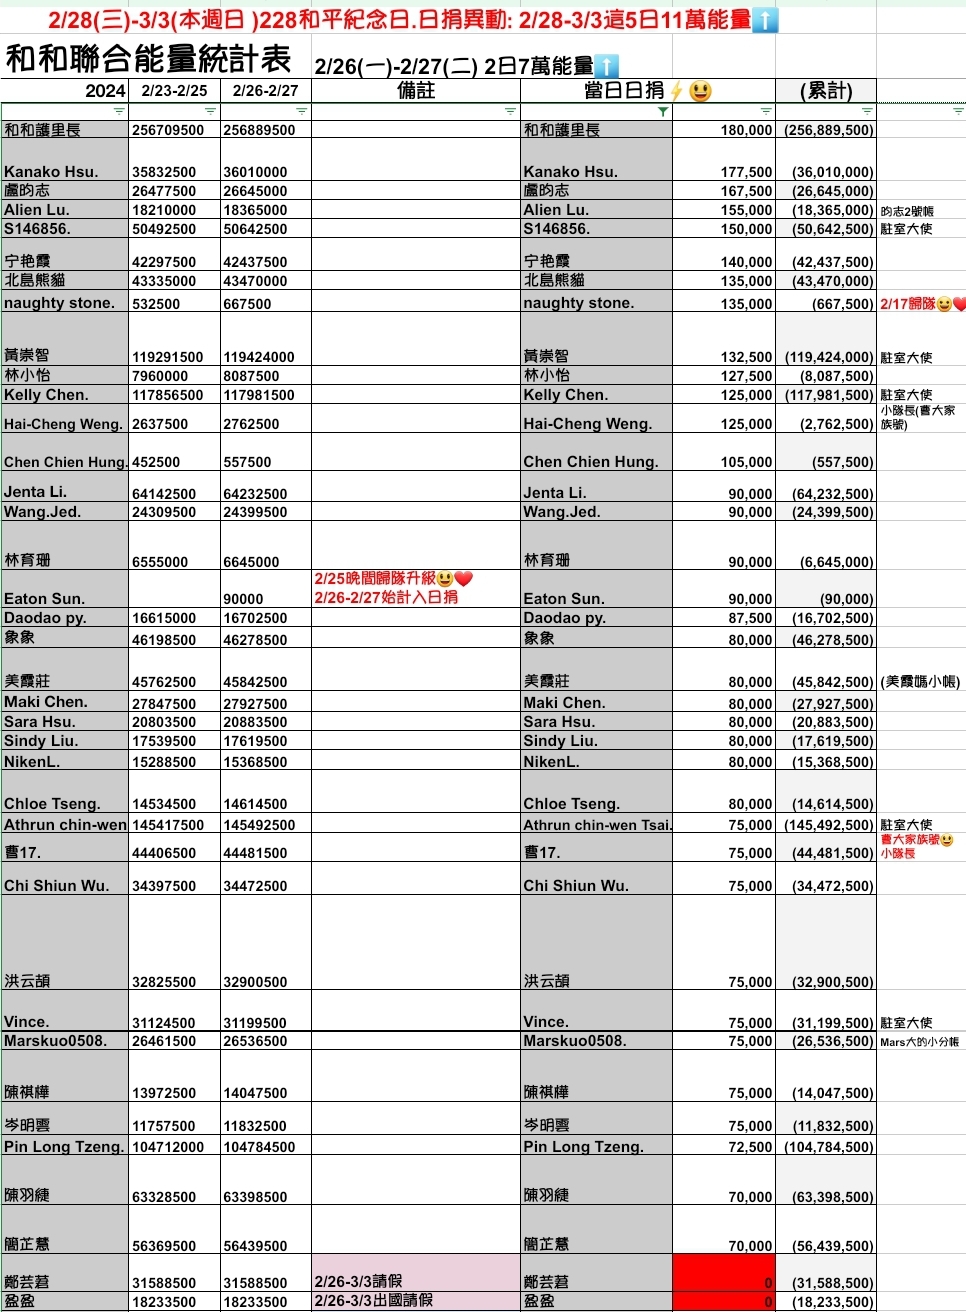 2/28(三)-3/3(本週日 )228和平紀念日.日捐異動: 2/28-3/3這5日11萬能量⬆️
和和聯合能量統計表 2/26(一)-2/27(二) 2日7萬能量⬆️
2024 2/23-2/25 2/26-2/27 備註 當日日捐⚡😃 (累計)
和和護里長 256709500 256889500 和和護里長 180,000 (256,889,500)
Kanako Hsu. 35832500 36010000 Kanako Hsu. 177,500 (36,010,000)
盧昀志 26477500 26645000 盧昀志 167,500 (26,645,000)
Alien Lu. 18210000 18365000 Alien Lu. 155,000 (18,365,000) 昀志2號帳
S146856. 50492500 50642500 S146856. 150,000 (50,642,500) 駐室大使
宁艳霞 42297500 42437500 宁艳霞 140,000 (42,437,500)
北島熊貓 43335000 43470000 北島熊貓 135,000 (43,470,000)
naughty stone. 532500 667500 naughty stone. 135,000 (667,500) 2/17歸隊😃❤️
黃崇智 119291500 119424000 黃崇智 132,500 (119,424,000) 駐室大使
林小怡 7960000 8087500 林小怡 127,500 (8,087,500)
Kelly Chen. 117856500 117981500 Kelly Chen. 125,000 (117,981,500) 駐室大使
Hai-Cheng Weng. 2637500 2762500 Hai-Cheng Weng. 125,000 (2,762,500) 小隊長(曹大家
族號)
Chen Chien Hung. 452500 557500 Chen Chien Hung. 105,000 (557,500)
Jenta Li. 64142500 64232500 Jenta Li. 90,000 (64,232,500)
Wang.Jed. 24309500 24399500 Wang.Jed. 90,000 (24,399,500)
林育珊 6555000 6645000 林育珊 90,000 (6,645,000)
2/25晚間歸隊升級😃❤️
Eaton Sun. 90000 2/26-2/27始計入日捐 Eaton Sun. 90,000 (90,000)
Daodao py. 16615000 16702500 Daodao py. 87,500 (16,702,500)
象象 46198500 46278500 象象 80,000 (46,278,500)
美霞莊 45762500 45842500 美霞莊 80,000 (45,842,500) (美霞媽小帳)
Maki Chen. 27847500 27927500 Maki Chen. 80,000 (27,927,500)
Sara Hsu. 20803500 20883500 Sara Hsu. 80,000 (20,883,500)
Sindy Liu. 17539500 17619500 Sindy Liu. 80,000 (17,619,500)
NikenL. 15288500 15368500 NikenL. 80,000 (15,368,500)
Chloe Tseng. 14534500 14614500 Chloe Tseng. 80,000 (14,614,500)
Athrun chin-wen 145417500 145492500 Athrun chin-wen Tsai. 75,000 (145,492,500) 駐室大使
曹17. 44406500 44481500 曹17. 75,000 (44,481,500) 曹大家族號😃
小隊長
Chi Shiun Wu. 34397500 34472500 Chi Shiun Wu. 75,000 (34,472,500)
洪云頡 32825500 32900500 洪云頡 75,000 (32,900,500)
Vince. 31124500 31199500 Vince. 75,000 (31,199,500) 駐室大使
Marskuo0508. 26461500 26536500 Marskuo0508. 75,000 (26,536,500) Mars大的小分帳
陳祺樺 13972500 14047500 陳祺樺 75,000 (14,047,500)
岑明雲 11757500 11832500 岑明雲 75,000 (11,832,500)
Pin Long Tzeng. 104712000 104784500 Pin Long Tzeng. 72,500 (104,784,500)
陳羽緁 63328500 63398500 陳羽緁 70,000 (63,398,500)
簡芷慧 56369500 56439500 簡芷慧 70,000 (56,439,500)
鄭芸莙 31588500 31588500 2/26-3/3請假 鄭芸莙 0 (31,588,500)
盈盈 18233500 18233500 2/26-3/3出國請假 盈盈 0 (18,233,500)